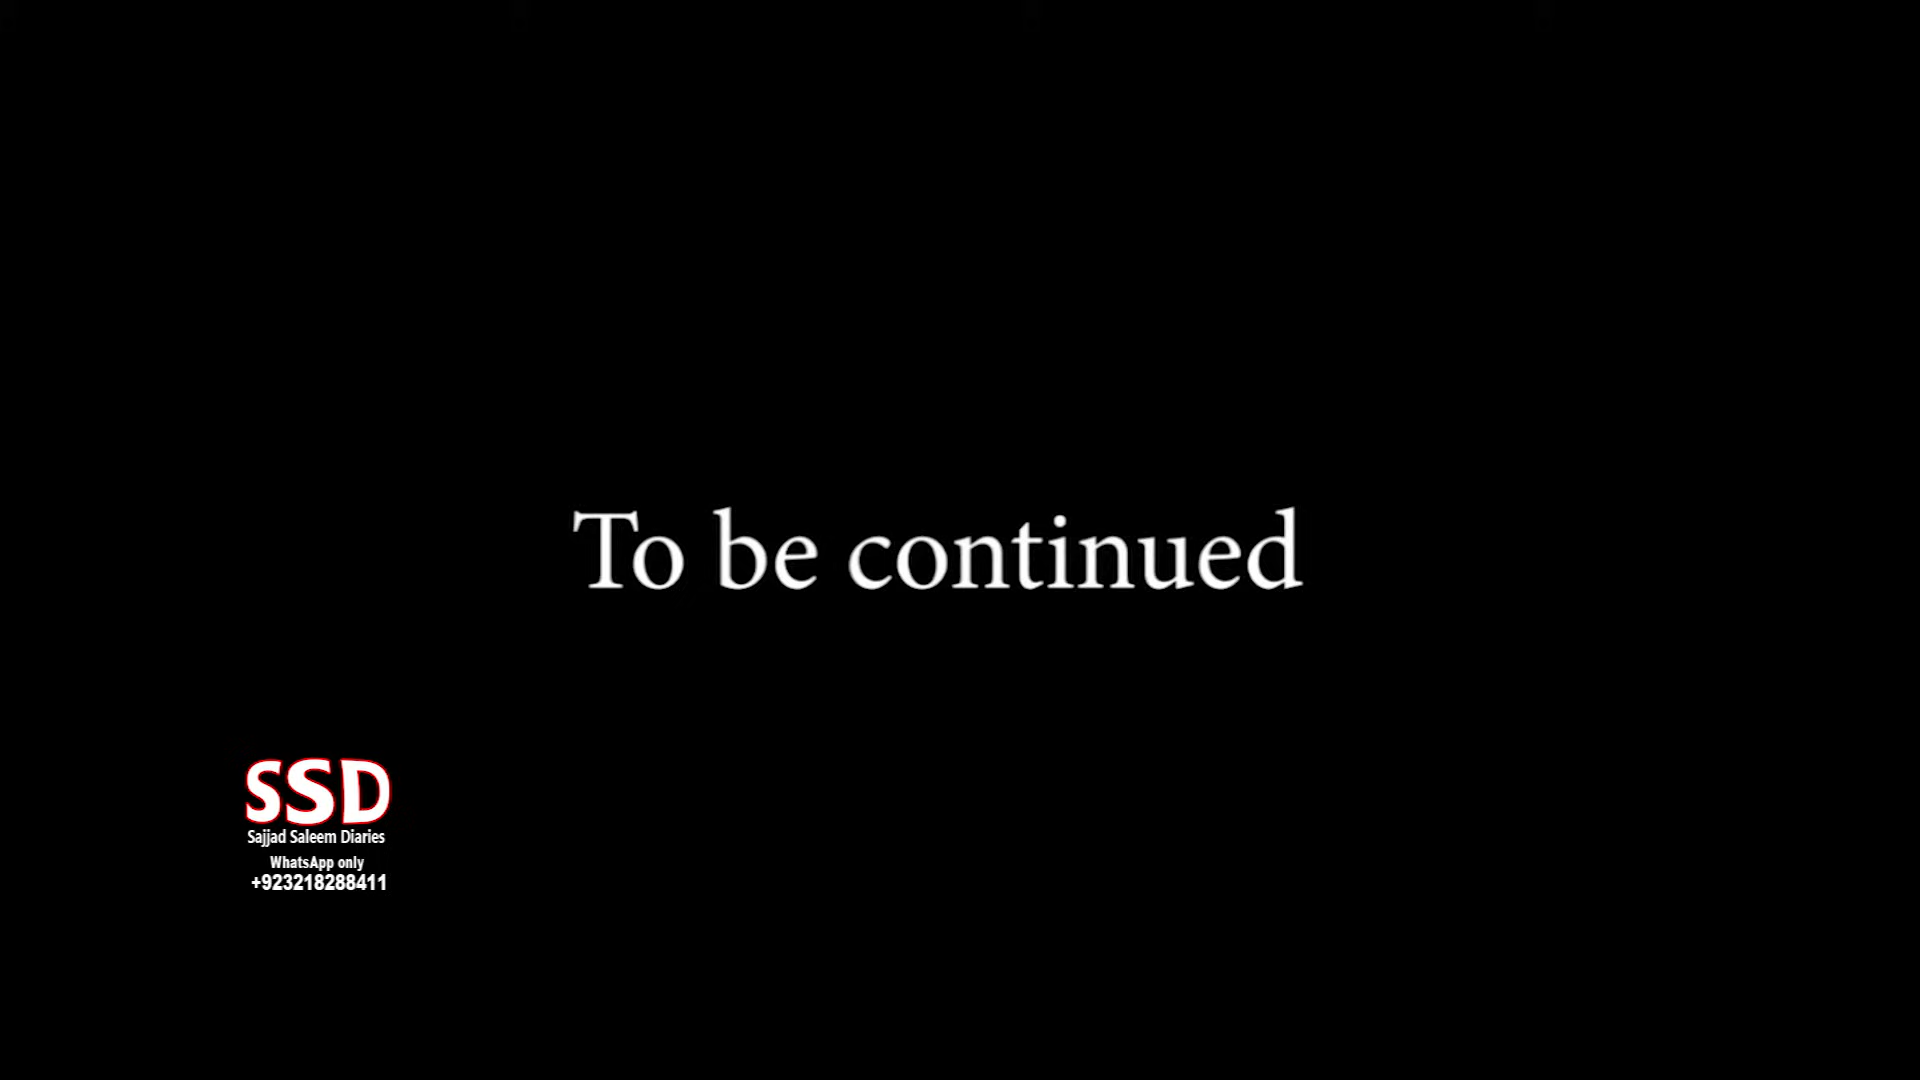 To be continued
SSD
Sajjad Saleem Diaries
WhatsApp only
+923218288411